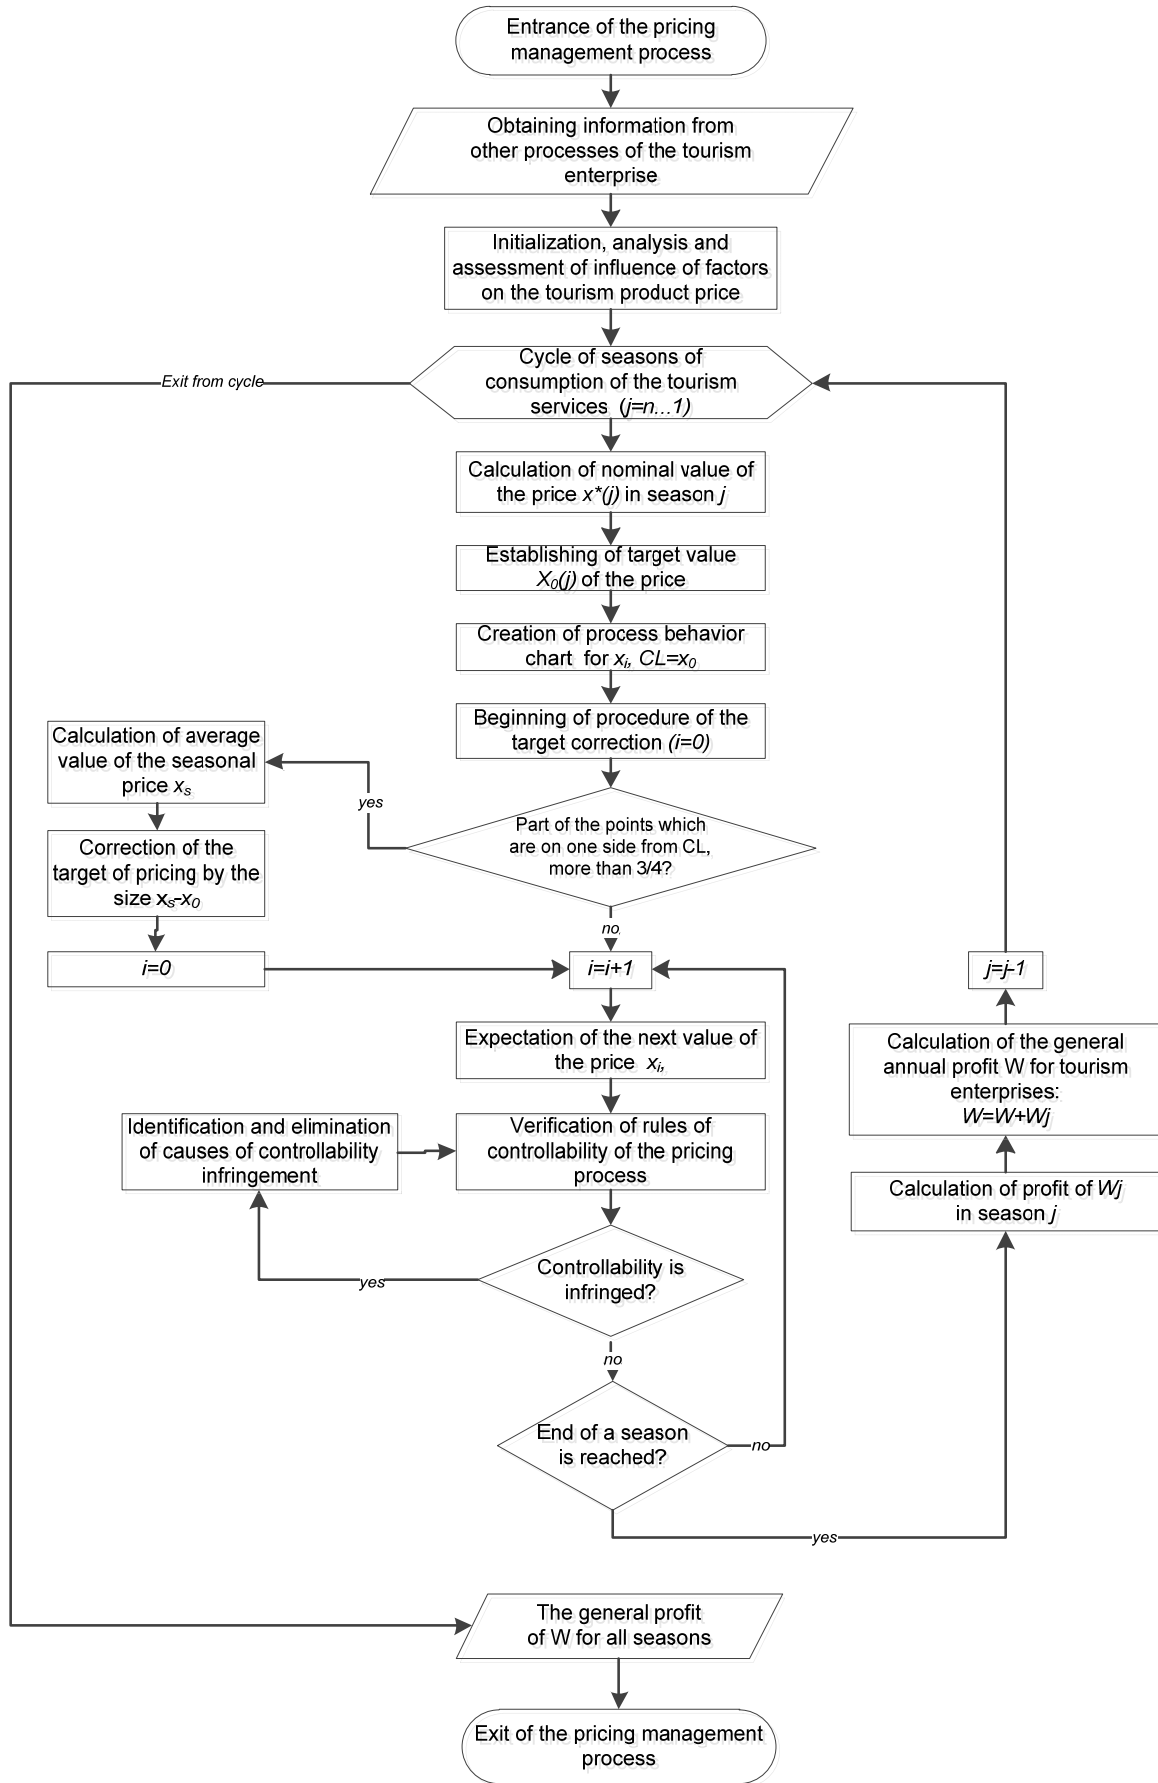 Entrance of the pricing
management process
Obtaining information from
other processes of the tourism
enterprise
Initialization, analysis and
assessment of influence of factors
on the tourism product price
Cycle of seasons of
consumption of the tourism
services (j=n...1)
Exit from cycle
Calculation of nominal value of
the price x*(j) in season j
Establishing of target value
X₀(j) of the price
Creation of process behavior
chart for xᵢ, CL=x₀
Beginning of procedure of the
target correction (i=0)
Part of the points which
are on one side from CL,
more than 3/4?
yes
Calculation of average
value of the seasonal
price xₛ
Correction of the
target of pricing by the
size xₛ-x₀
i=0
no
i=i+1
Expectation of the next value of
the price xᵢ,
Verification of rules of
controllability of the pricing
process
Identification and elimination
of causes of controllability
infringement
Controllability is
infringed?
yes
no
End of a season
is reached?
no
yes
Calculation of profit of Wj
in season j
Calculation of the general
annual profit W for tourism
enterprises:
W=W+Wj
j=j-1
The general profit
of W for all seasons
Exit of the pricing management
process